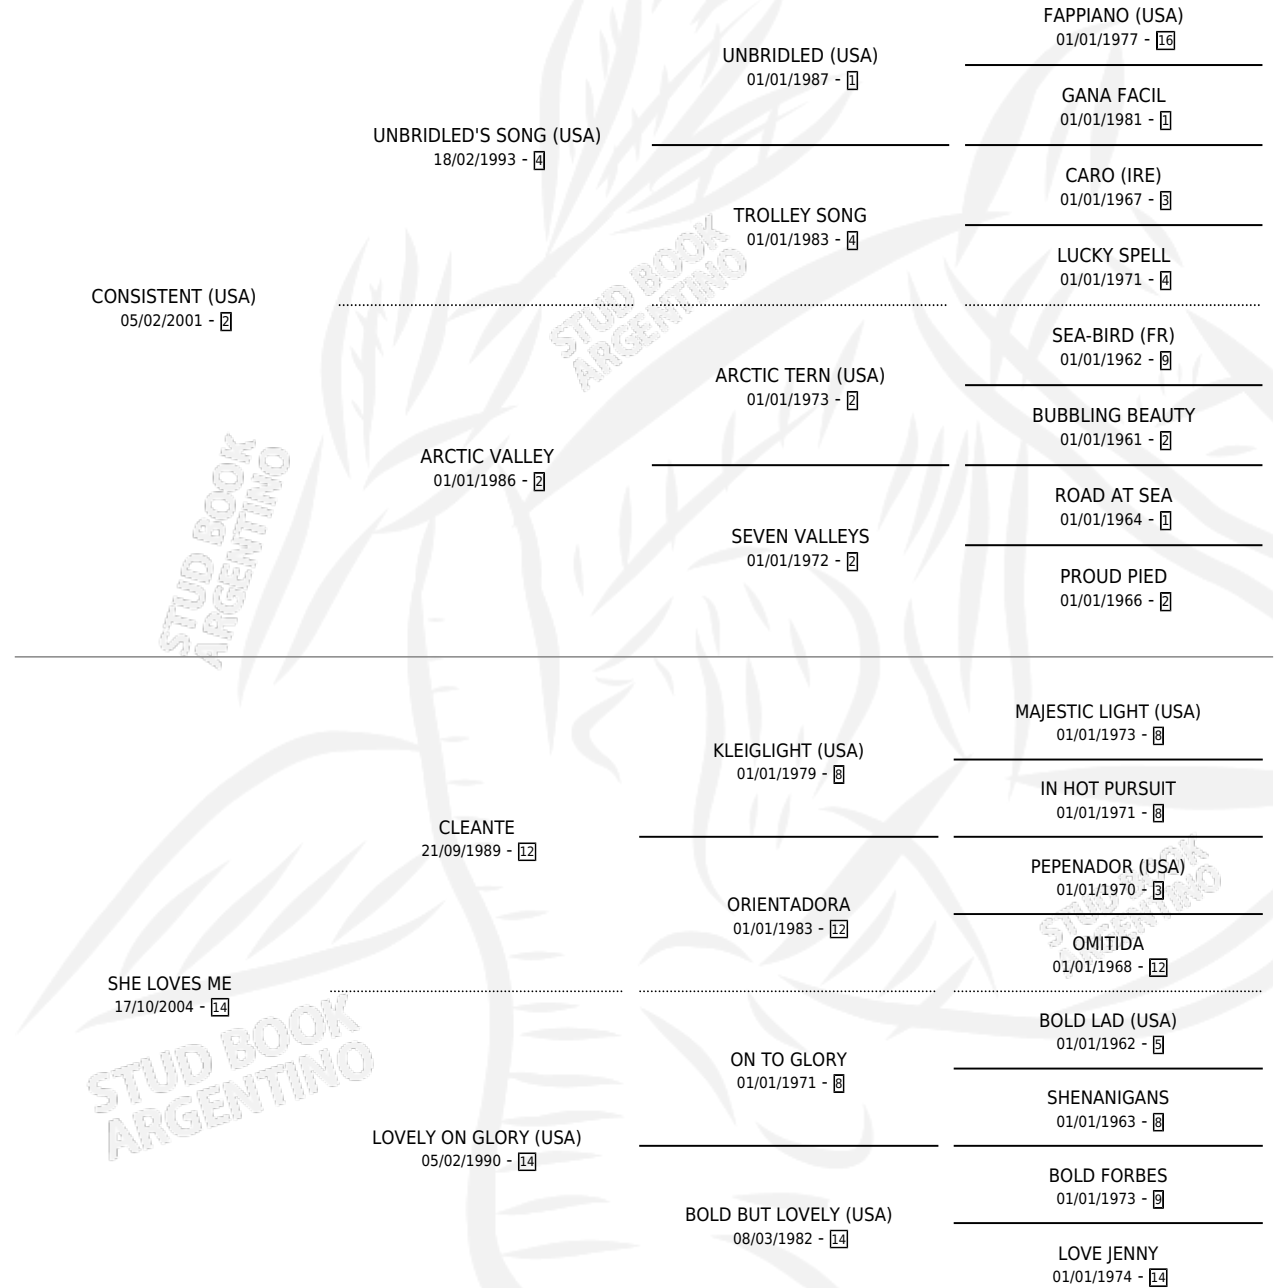 FAPPIANO (USA)
01/01/1977 - 16
UNBRIDLED (USA)
01/01/1987 - 1
GANA FACIL
01/01/1981 - 1
UNBRIDLED'S SONG (USA)
18/02/1993 - 4
CARO (IRE)
01/01/1967 - 3
TROLLEY SONG
01/01/1983 - 4
LUCKY SPELL
01/01/1971 - 4
CONSISTENT (USA)
05/02/2001 - 2
SEA-BIRD (FR)
01/01/1962 - 9
ARCTIC TERN (USA)
01/01/1973 - 2
BUBBLING BEAUTY
01/01/1961 - 2
ARCTIC VALLEY
01/01/1986 - 2
ROAD AT SEA
01/01/1964 - 1
SEVEN VALLEYS
01/01/1972 - 2
PROUD PIED
01/01/1966 - 2
STUD BOOK
ARGENTINO
STUD BOOK
ARGENTINO
MAJESTIC LIGHT (USA)
01/01/1973 - 8
KLEIGLIGHT (USA)
01/01/1979 - 8
IN HOT PURSUIT
01/01/1971 - 8
CLEANTE
21/09/1989 - 12
PEPENADOR (USA)
01/01/1970 - 3
ORIENTADORA
01/01/1983 - 12
OMITIDA
01/01/1968 - 12
STUD BOOK
ARGENTINO
SHE LOVES ME
17/10/2004 - 14
BOLD LAD (USA)
01/01/1962 - 5
ON TO GLORY
01/01/1971 - 8
SHENANIGANS
01/01/1963 - 8
STUD BOOK
ARGENTINO
LOVELY ON GLORY (USA)
05/02/1990 - 14
BOLD FORBES
01/01/1973 - 9
BOLD BUT LOVELY (USA)
08/03/1982 - 14
LOVE JENNY
01/01/1974 - 14